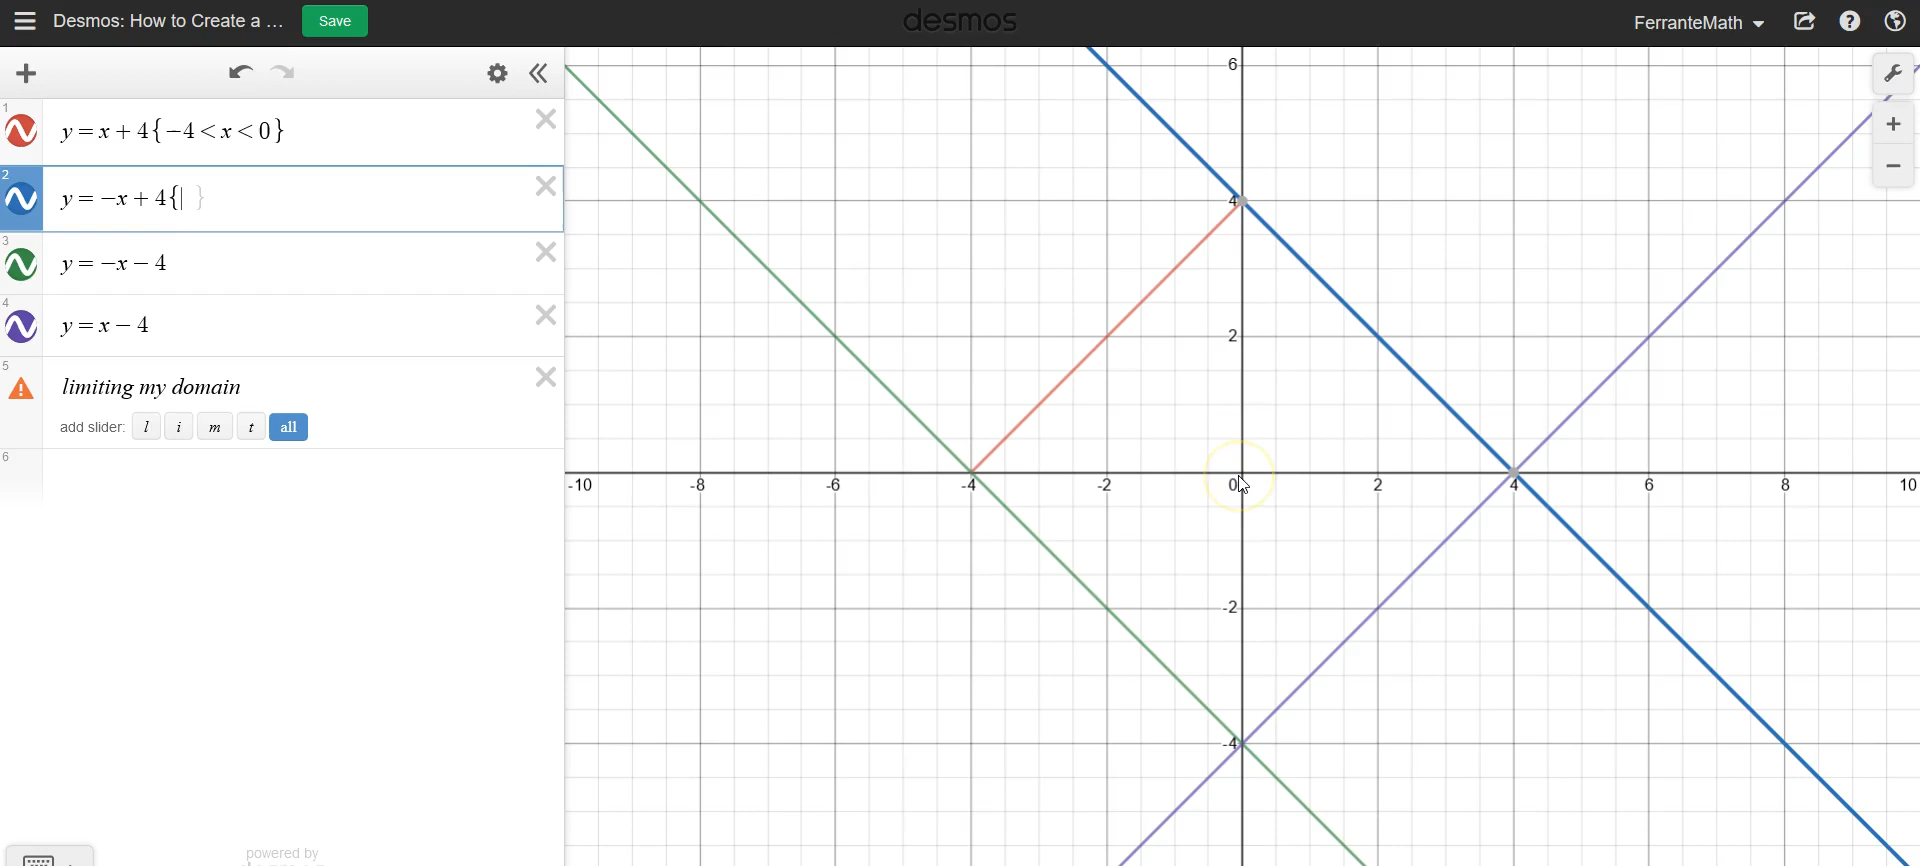 Desmos: How to Create a ...
Save
desmos
FerranteMath
1
y = x + 4{−4 < x < 0}
2
y = −x + 4{ }
3
y = −x − 4
4
y = x − 4
5
limiting my domain
add slider: l i m t all
6
powered by
6
4
2
-10 -8 -6 -4 -2 0 2 4 6 8 10
-2
-4